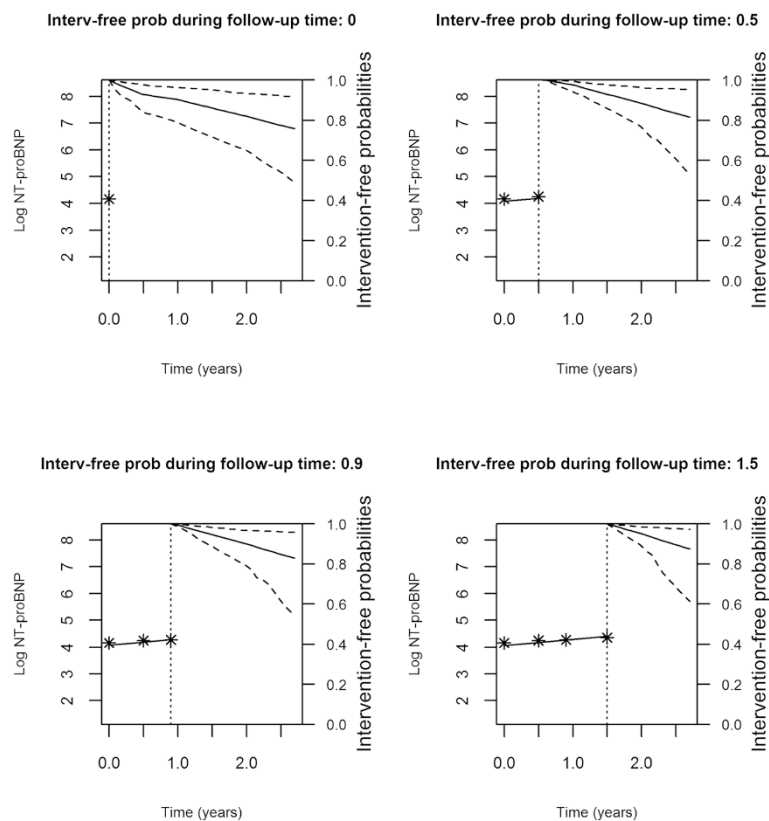 Interv-free prob during follow-up time: 0
Log NT-proBNP
8
7
6
5
4
3
2
1.0
0.8
0.6
0.4
0.2
0.0
Intervention-free probabilities
0.0 1.0 2.0
Time (years)
Interv-free prob during follow-up time: 0.5
Log NT-proBNP
8
7
6
5
4
3
2
1.0
0.8
0.6
0.4
0.2
0.0
Intervention-free probabilities
0.0 1.0 2.0
Time (years)
Interv-free prob during follow-up time: 0.9
Log NT-proBNP
8
7
6
5
4
3
2
1.0
0.8
0.6
0.4
0.2
0.0
Intervention-free probabilities
0.0 1.0 2.0
Time (years)
Interv-free prob during follow-up time: 1.5
Log NT-proBNP
8
7
6
5
4
3
2
1.0
0.8
0.6
0.4
0.2
0.0
Intervention-free probabilities
0.0 1.0 2.0
Time (years)